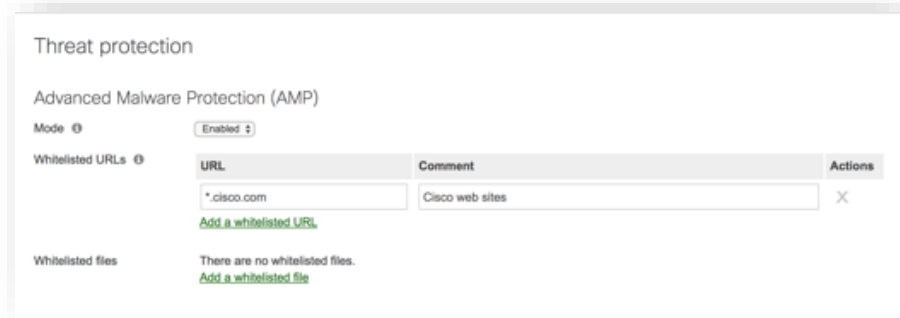 Threat protection
Advanced Malware Protection (AMP)
Mode Enabled
Whitelisted URLs URL Comment Actions
*.cisco.com Cisco web sites X
Add a whitelisted URL
Whitelisted files There are no whitelisted files.
Add a whitelisted file